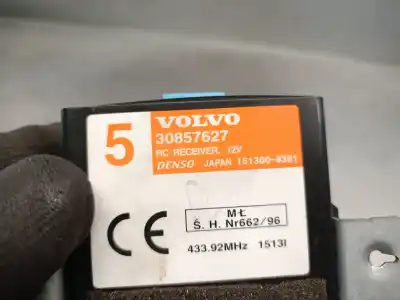 5
VOLVO
30857627
RC RECEIVER, 12V
DENSO JAPAN 151300-8381
CE
MŁ
Š. H. Nr662/96
433.92MHz 1513I